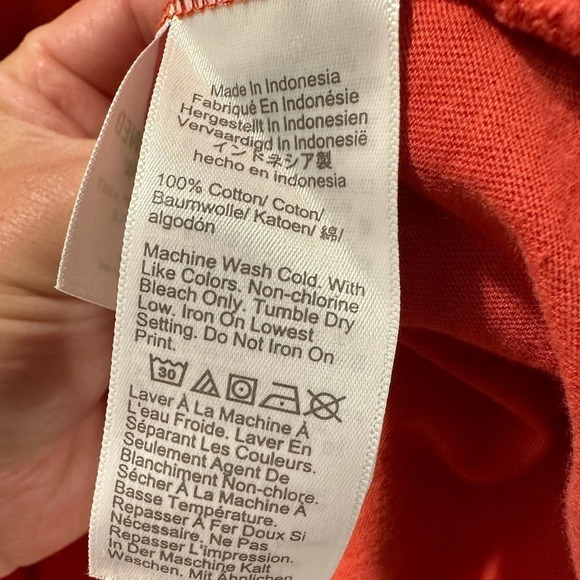 Made In Indonesia
Fabriqué En Indonésie
Hergestellt In Indonesien
Vervaardigd In Indonesië
インドネシア製
hecho en indonesia
100% Cotton/ Coton/
Baumwolle/ Katoen/ 綿/
algodón
Machine Wash Cold. With
Like Colors. Non-chlorine
Bleach Only. Tumble Dry
Low. Iron On Lowest
Setting. Do Not Iron On
Print.
30
Laver À La Machine À
L'eau Froide. Laver En
Séparant Les Couleurs.
Seulement Agent De
Blanchiment Non-chlore.
Sécher À La Machine À
Basse Température.
Repasser À Fer Doux Si
Nécessaire. Ne Pas
Repasser L'impression.
In Der Maschine Kalt
Waschen. Mit Ähnlichen